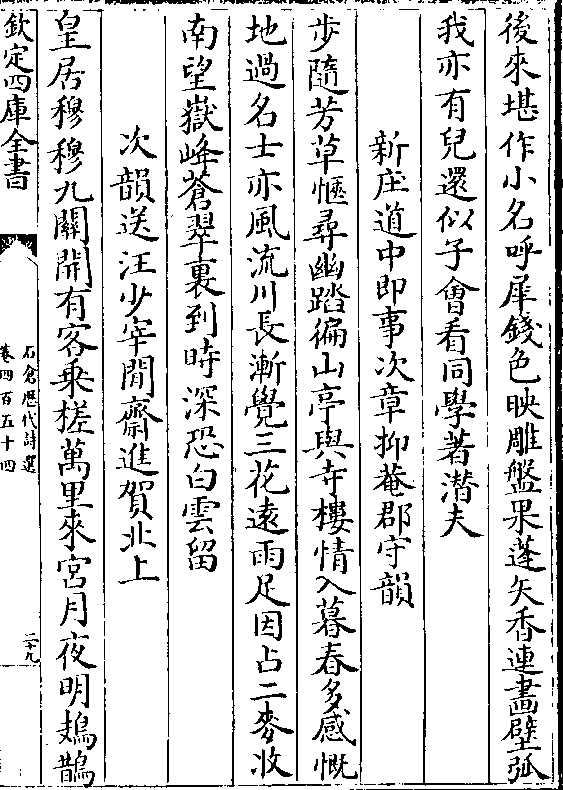 後來堪作小名呼犀錢色映雕盤果蓬矢香連畫壁弧
我亦有兒還似子會看同學著潛夫
新庄道中即事次章抑菴郡守韻
步隨芳草愜尋幽踏徧山亭與寺樓情入暮春多感慨
地過名士亦風流川長漸覺三花遠雨足因占二麥收
南望嶽峰蒼翠裏到時深恐白雲留
次韻送汪少宰閒齋進賀北上
皇居穆穆九關開有客乗槎萬里來宮月夜明鳷鵲
欽定四庫全書
石倉歷代詩選
卷四百五十四
二十九